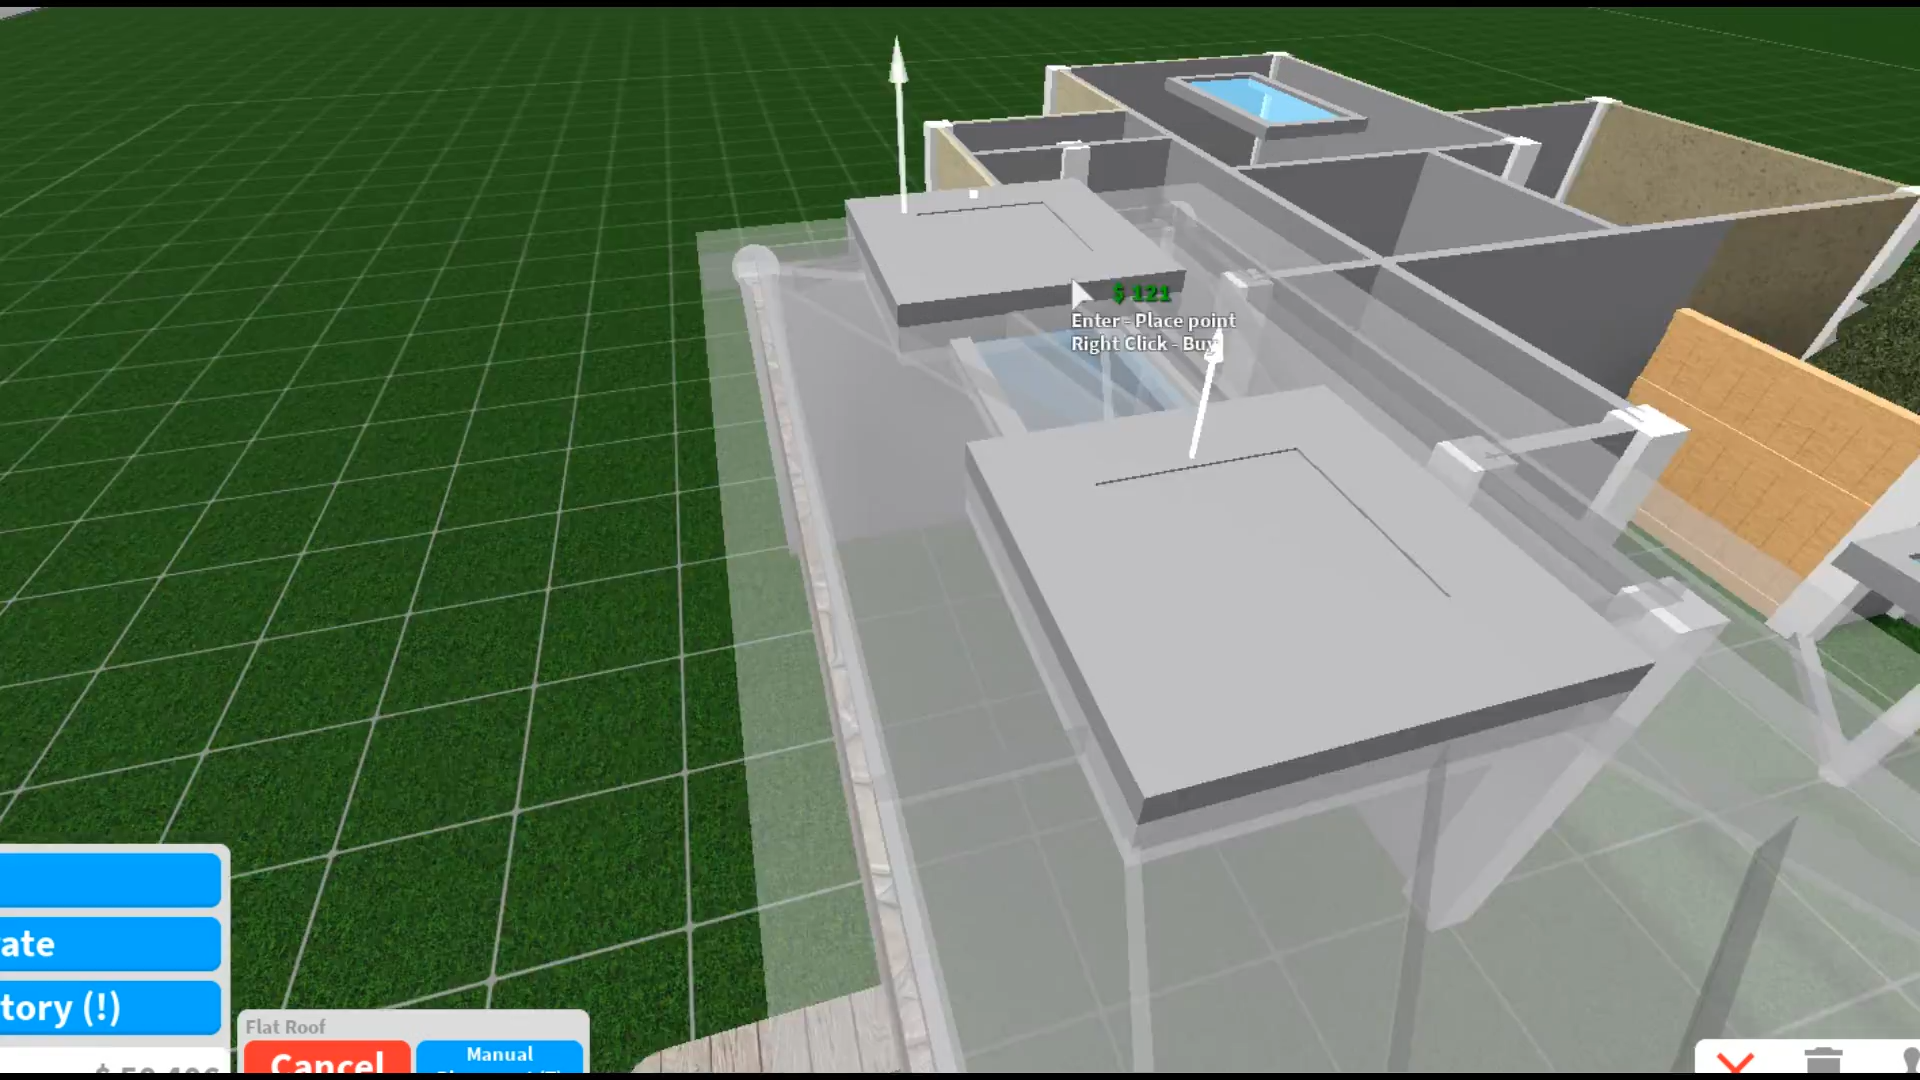 $ 121
Enter - Place point
Right Click - Buy
ate
tory (!)
Flat Roof
Cancel
Manual